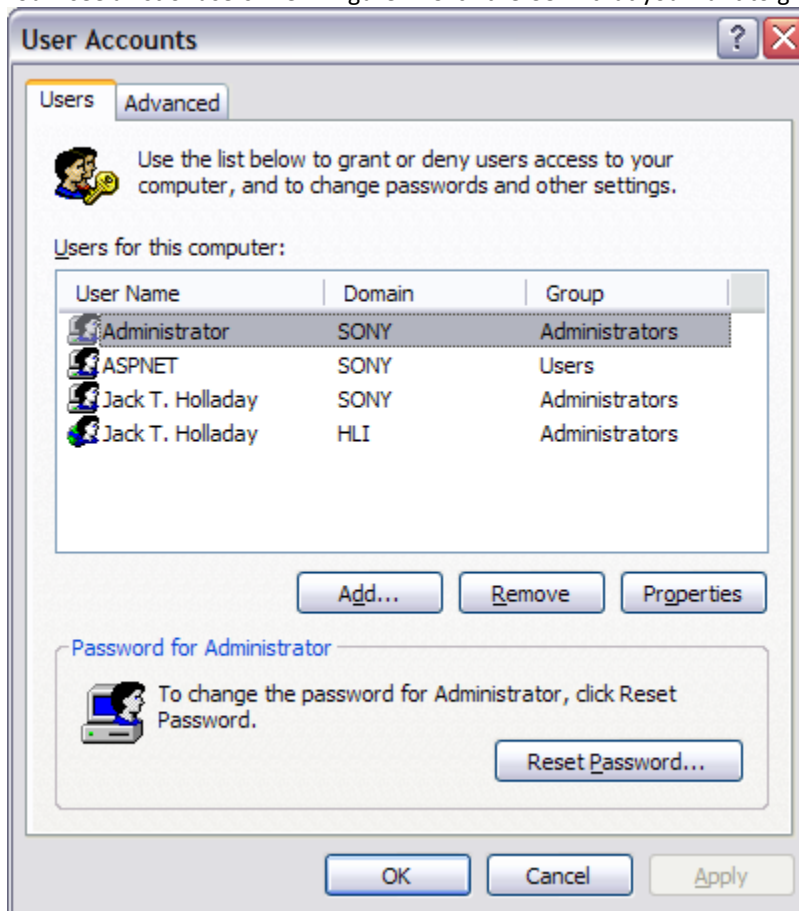 User Accounts
Users Advanced
Use the list below to grant or deny users access to your
computer, and to change passwords and other settings.
Users for this computer:
User Name Domain Group
Administrator SONY Administrators
ASPNET SONY Users
Jack T. Holladay SONY Administrators
Jack T. Holladay HLI Administrators
Add... Remove Properties
Password for Administrator
To change the password for Administrator, click Reset
Password.
Reset Password...
OK Cancel Apply